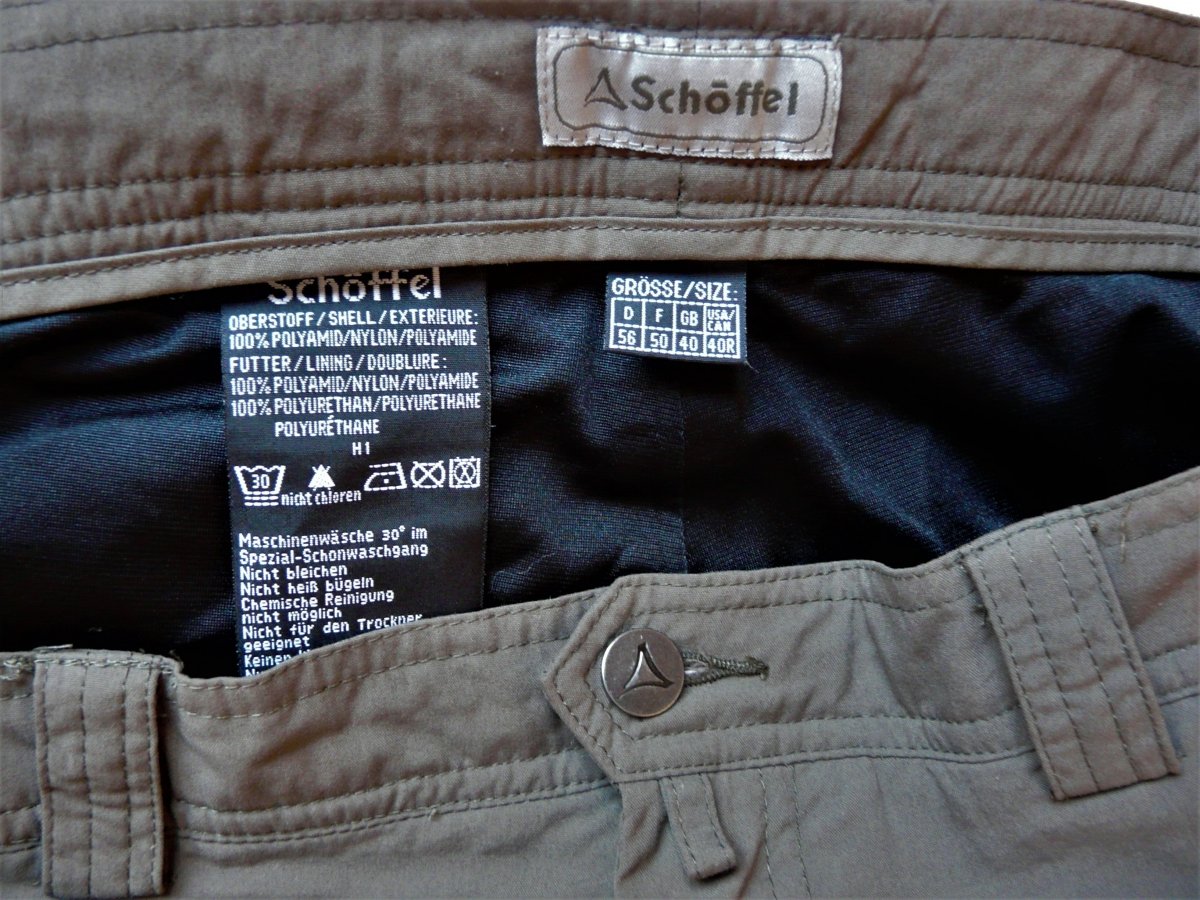 Schöffel
Schöffel
OBERSTOFF/SHELL/EXTERIEURE:
100% POLYAMID/NYLON/POLYAMIDE
FUTTER/LINING/DOUBLURE:
100% POLYAMID/NYLON/POLYAMIDE
100% POLYURETHAN/POLYURETHANE
POLYURÉTHANE
H1
30 nicht chloren
Maschinenwäsche 30° im
Spezial-Schonwaschgang
Nicht bleichen
Nicht heiß bügeln
Chemische Reinigung
nicht möglich
Nicht für den Trockner
geeignet
Keinen
GRÖSSE/SIZE:
D F GB USA/CAN
56 50 40 40R